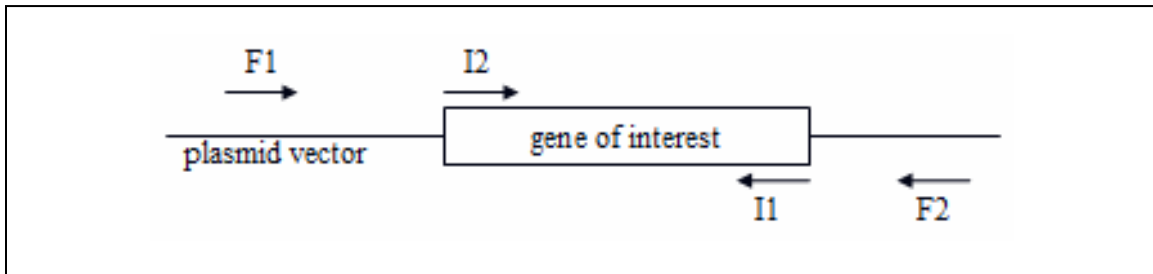 F1 I2
gene of interest
plasmid vector
I1 F2